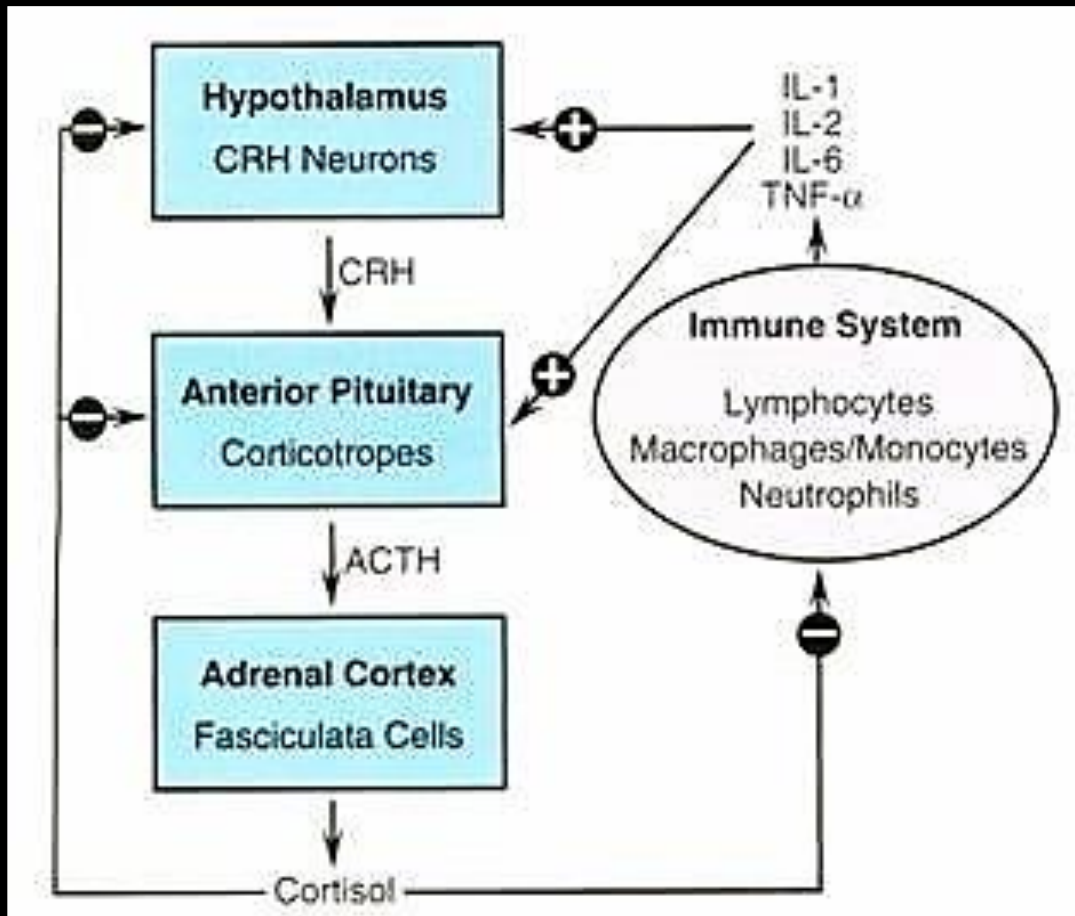 Hypothalamus
CRH Neurons
CRH
Anterior Pituitary
Corticotropes
ACTH
Adrenal Cortex
Fasciculata Cells
Cortisol
IL-1
IL-2
IL-6
TNF-α
Immune System
Lymphocytes
Macrophages/Monocytes
Neutrophils